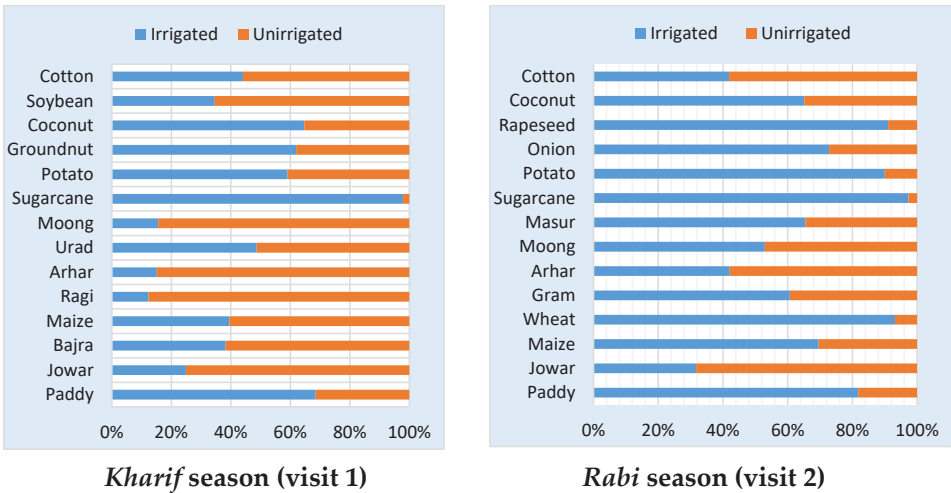 Irrigated Unirrigated
Cotton
Soybean
Coconut
Groundnut
Potato
Sugarcane
Moong
Urad
Arhar
Ragi
Maize
Bajra
Jowar
Paddy
0% 20% 40% 60% 80% 100%
Kharif season (visit 1)
Irrigated Unirrigated
Cotton
Coconut
Rapeseed
Onion
Potato
Sugarcane
Masur
Moong
Arhar
Gram
Wheat
Maize
Jowar
Paddy
0% 20% 40% 60% 80% 100%
Rabi season (visit 2)